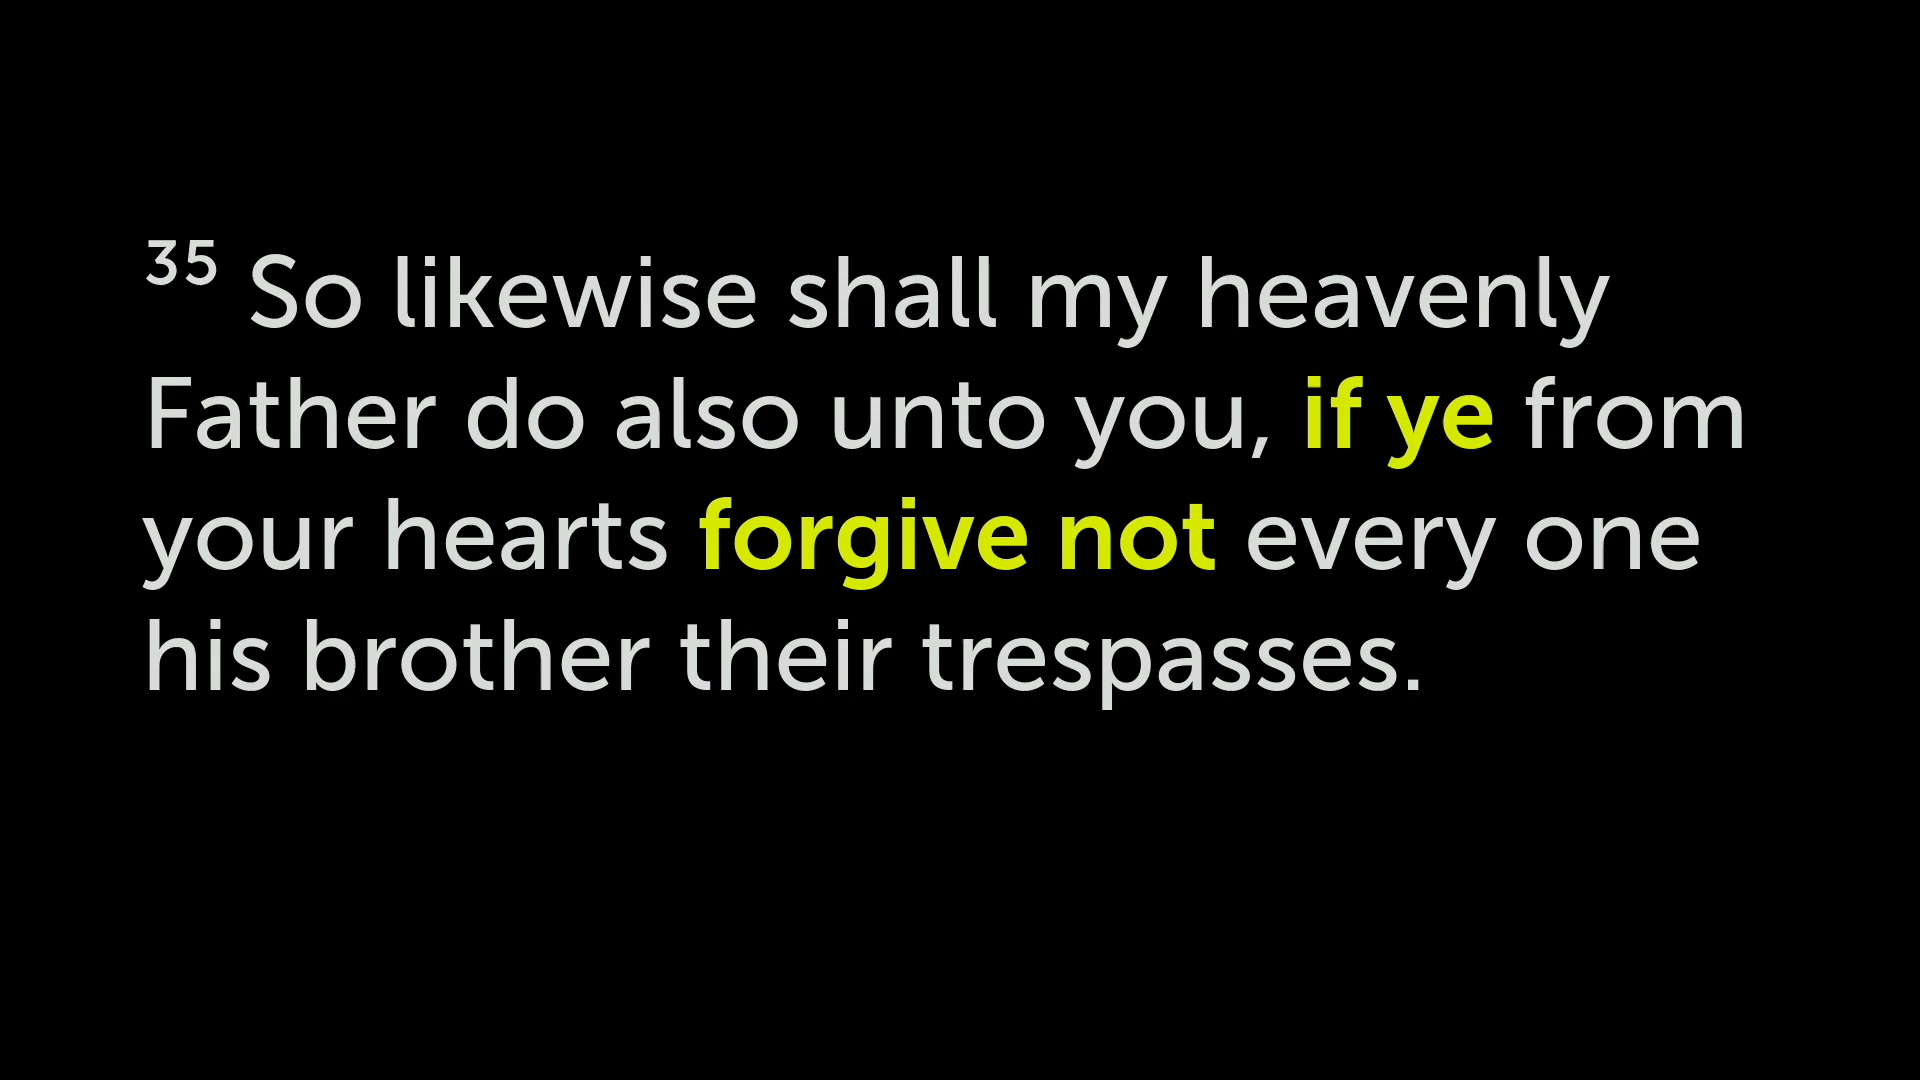 35 So likewise shall my heavenly
Father do also unto you, if ye from
your hearts forgive not every one
his brother their trespasses.